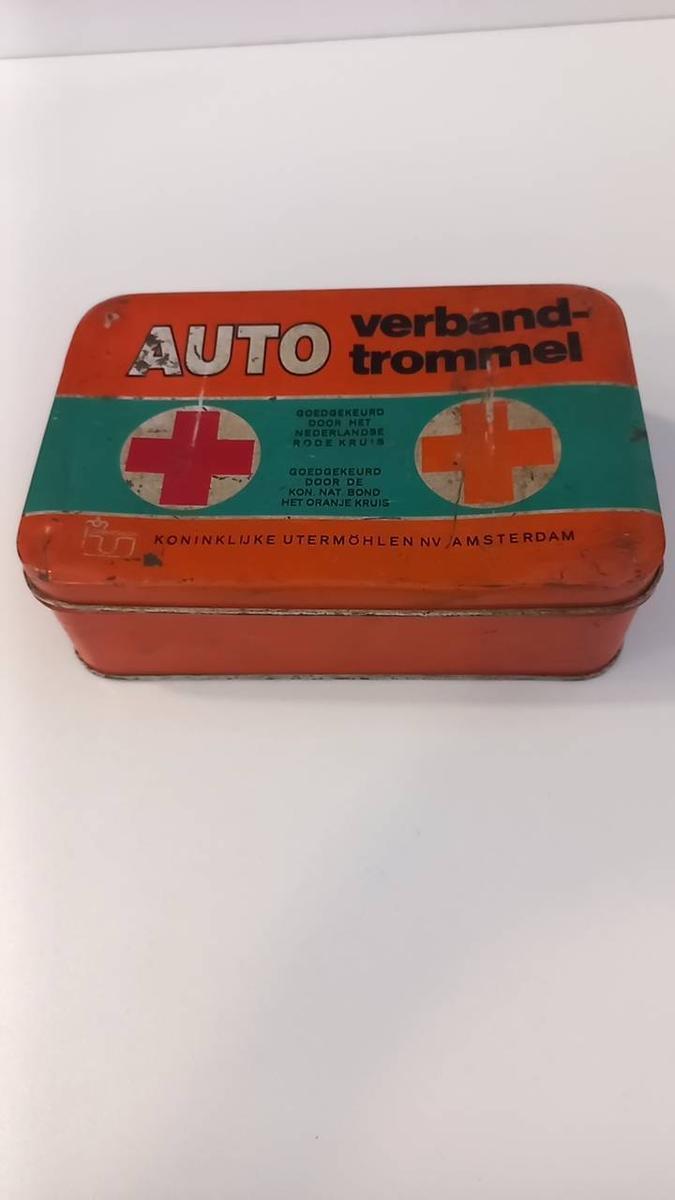 AUTO verband-
trommel
GOEDGEKEURD
DOOR HET
NEDERLANDSE
RODE KRUIS
GOEDGEKEURD
DOOR DE
KON. NAT. BOND
HET ORANJE KRUIS
KONINKLIJKE UTERMÖHLEN NV AMSTERDAM